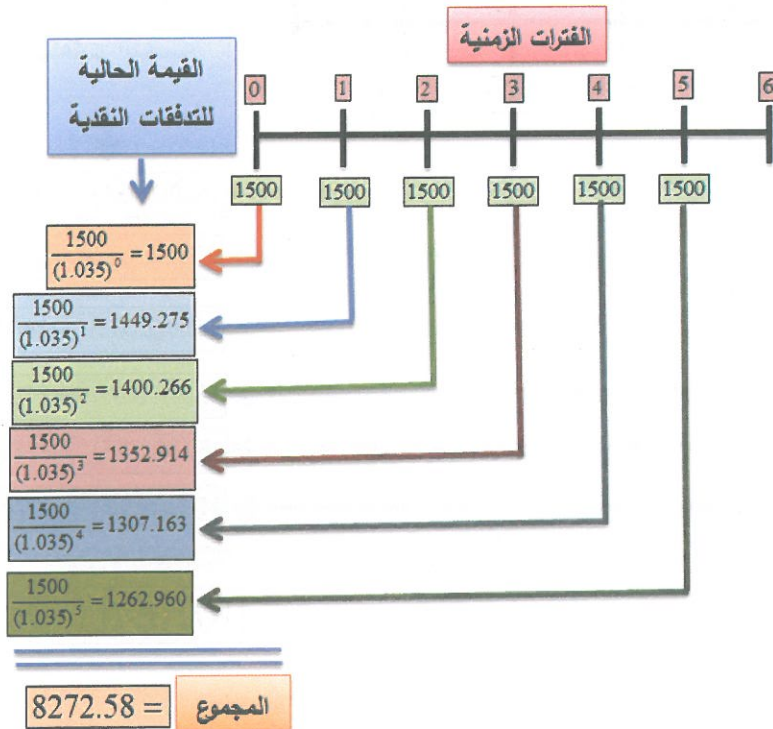 الفترات الزمنية
القيمة الحالية
للتدفقات النقدية
0 1 2 3 4 5 6
1500 1500 1500 1500 1500 1500
1500/(1.035)^0 = 1500
1500/(1.035)^1 = 1449.275
1500/(1.035)^2 = 1400.266
1500/(1.035)^3 = 1352.914
1500/(1.035)^4 = 1307.163
1500/(1.035)^5 = 1262.960
المجموع = 8272.58